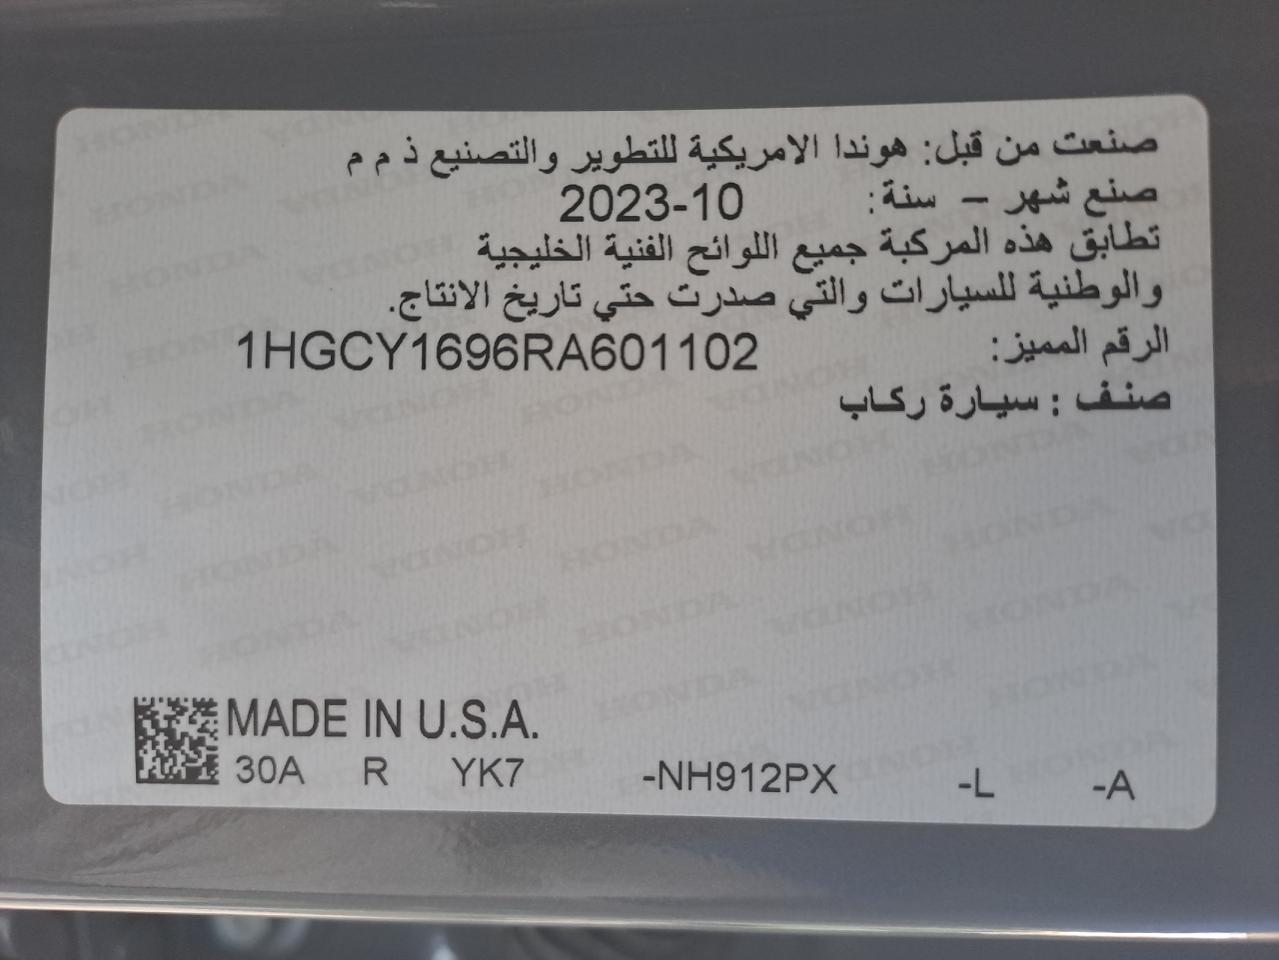 صنعت من قبل: هوندا الامريكية للتطوير والتصنيع ذ م م
صنع شهر – سنة: 2023-10
تطابق هذه المركبة جميع اللوائح الفنية الخليجية
والوطنية للسيارات والتي صدرت حتي تاريخ الانتاج.
الرقم المميز: 1HGCY1696RA601102
صنف : سيارة ركاب
MADE IN U.S.A.
30A R YK7 -NH912PX -L -A